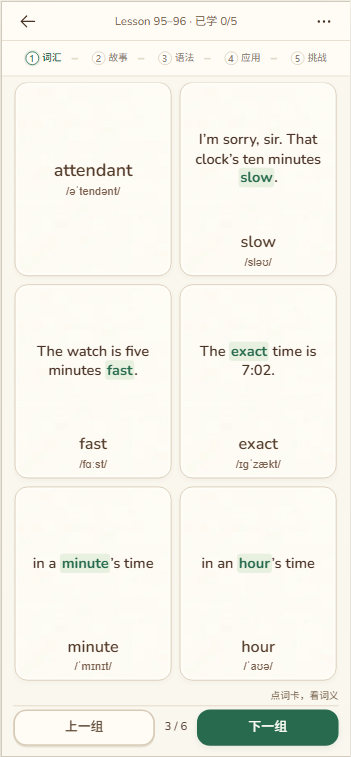 Lesson 95–96 · 已学 0/5
1 词汇 – 2 故事 – 3 语法 – 4 应用 – 5 挑战
attendant
/əˈtendənt/
I'm sorry, sir. That
clock's ten minutes
slow.
slow
/sləʊ/
The watch is five
minutes fast.
fast
/fɑːst/
The exact time is
7:02.
exact
/ɪɡˈzækt/
in a minute's time
minute
/ˈmɪnɪt/
in an hour's time
hour
/ˈaʊə/
点词卡，看词义
上一组
3 / 6
下一组